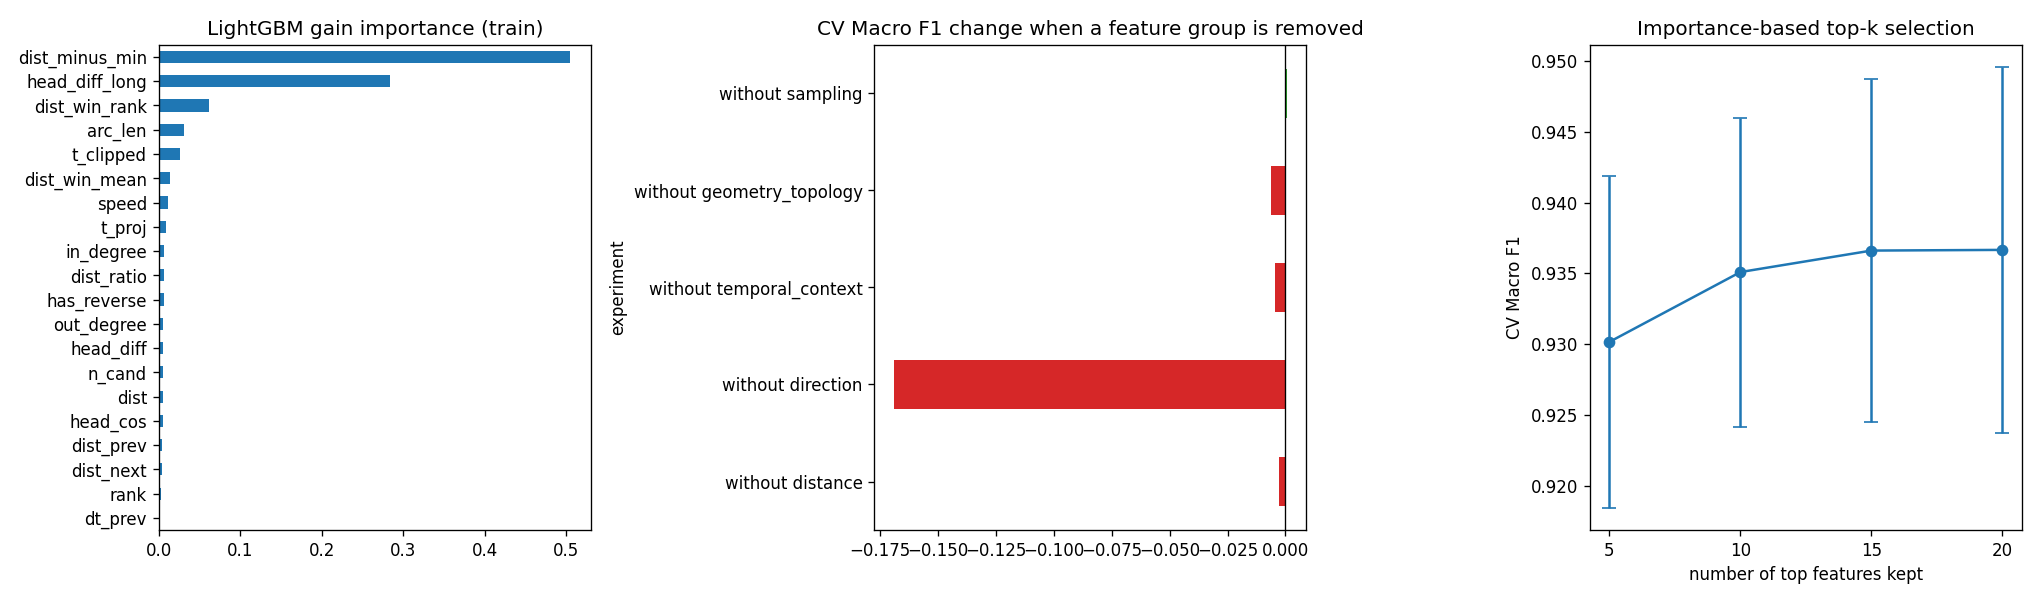 LightGBM gain importance (train)
dist_minus_min
head_diff_long
dist_win_rank
arc_len
t_clipped
dist_win_mean
speed
t_proj
in_degree
dist_ratio
has_reverse
out_degree
head_diff
n_cand
dist
head_cos
dist_prev
dist_next
rank
dt_prev
0.0 0.1 0.2 0.3 0.4 0.5
CV Macro F1 change when a feature group is removed
experiment
without sampling
without geometry_topology
without temporal_context
without direction
without distance
−0.175 −0.150 −0.125 −0.100 −0.075 −0.050 −0.025 0.000
Importance-based top-k selection
CV Macro F1
0.950
0.945
0.940
0.935
0.930
0.925
0.920
5 10 15 20
number of top features kept